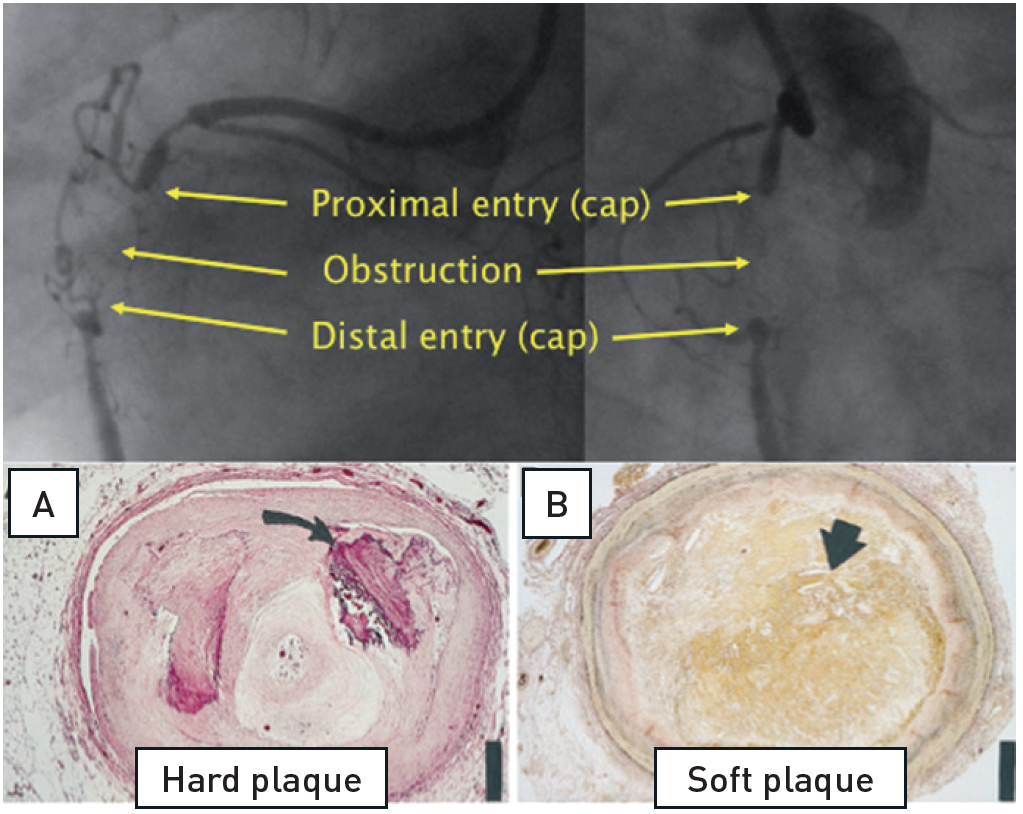 Proximal entry (cap)
Obstruction
Distal entry (cap)
A
B
Hard plaque
Soft plaque